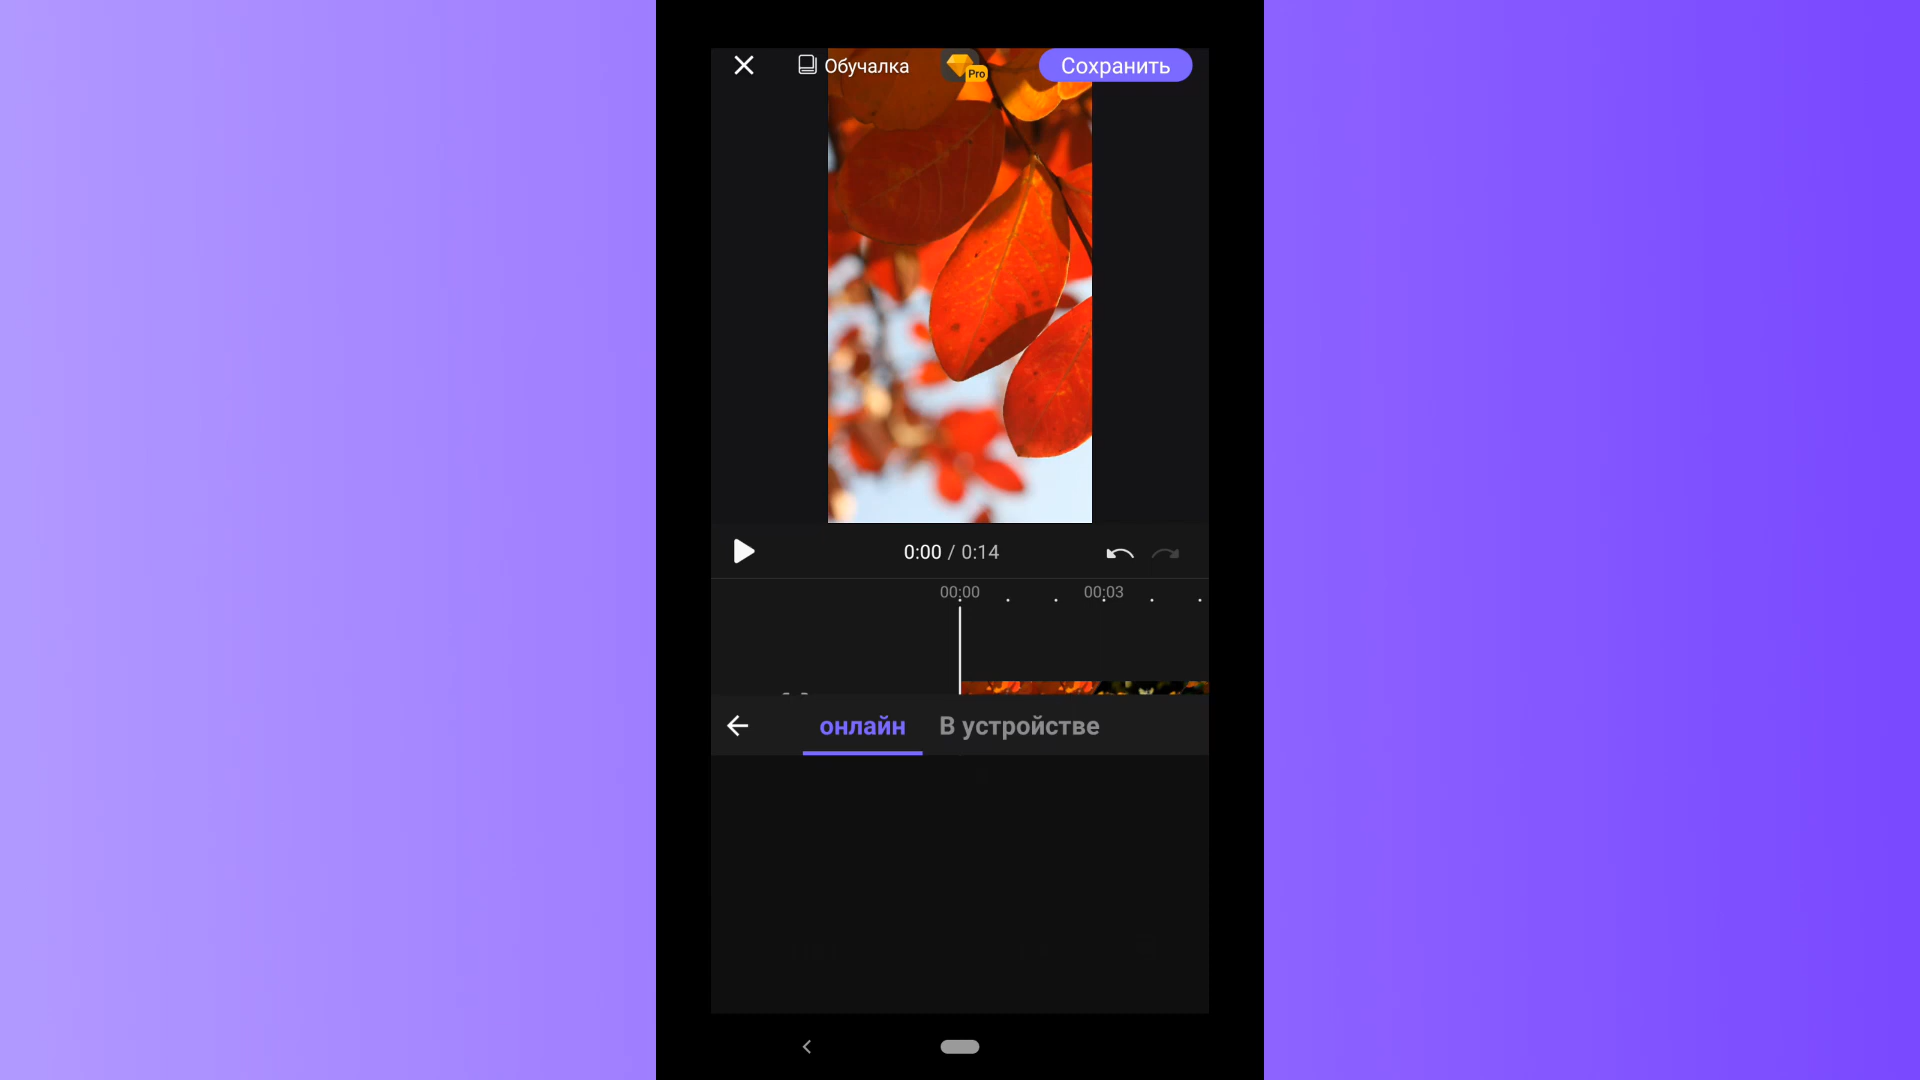 Обучалка
Pro
Сохранить
0:00 / 0:14
00:00
00:03
онлайн
В устройстве